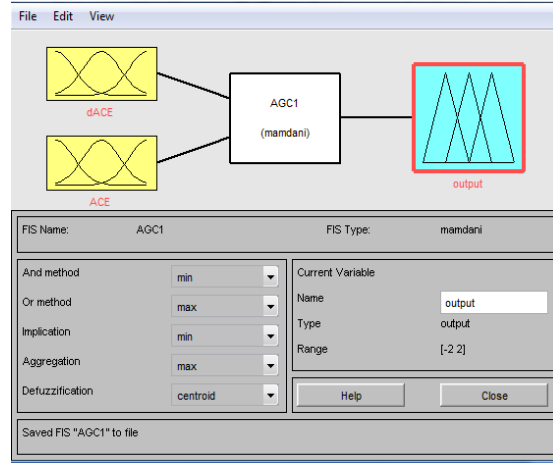 File Edit View
dACE
ACE
AGC1
(mamdani)
output
FIS Name: AGC1 FIS Type: mamdani
And method min
Or method max
Implication min
Aggregation max
Defuzzification centroid
Current Variable
Name output
Type output
Range [-2 2]
Help Close
Saved FIS "AGC1" to file